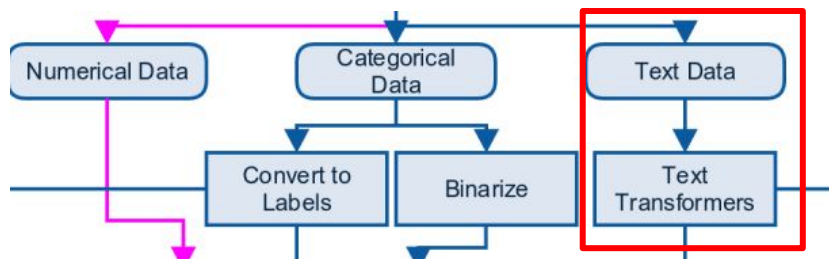 Numerical Data
Categorical
Data
Text Data
Convert to
Labels
Binarize
Text
Transformers